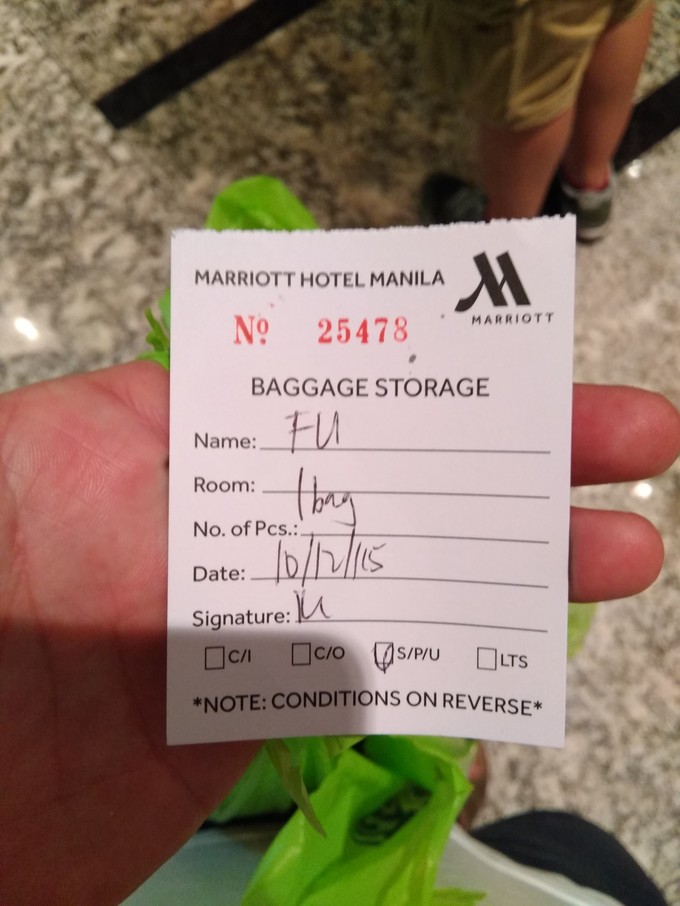 MARRIOTT HOTEL MANILA
MARRIOTT
Nº 25478
BAGGAGE STORAGE
Name: FU
Room:
No. of Pcs.: 1 bag
Date: 10/12/15
Signature:
C/I C/O S/P/U LTS
*NOTE: CONDITIONS ON REVERSE*